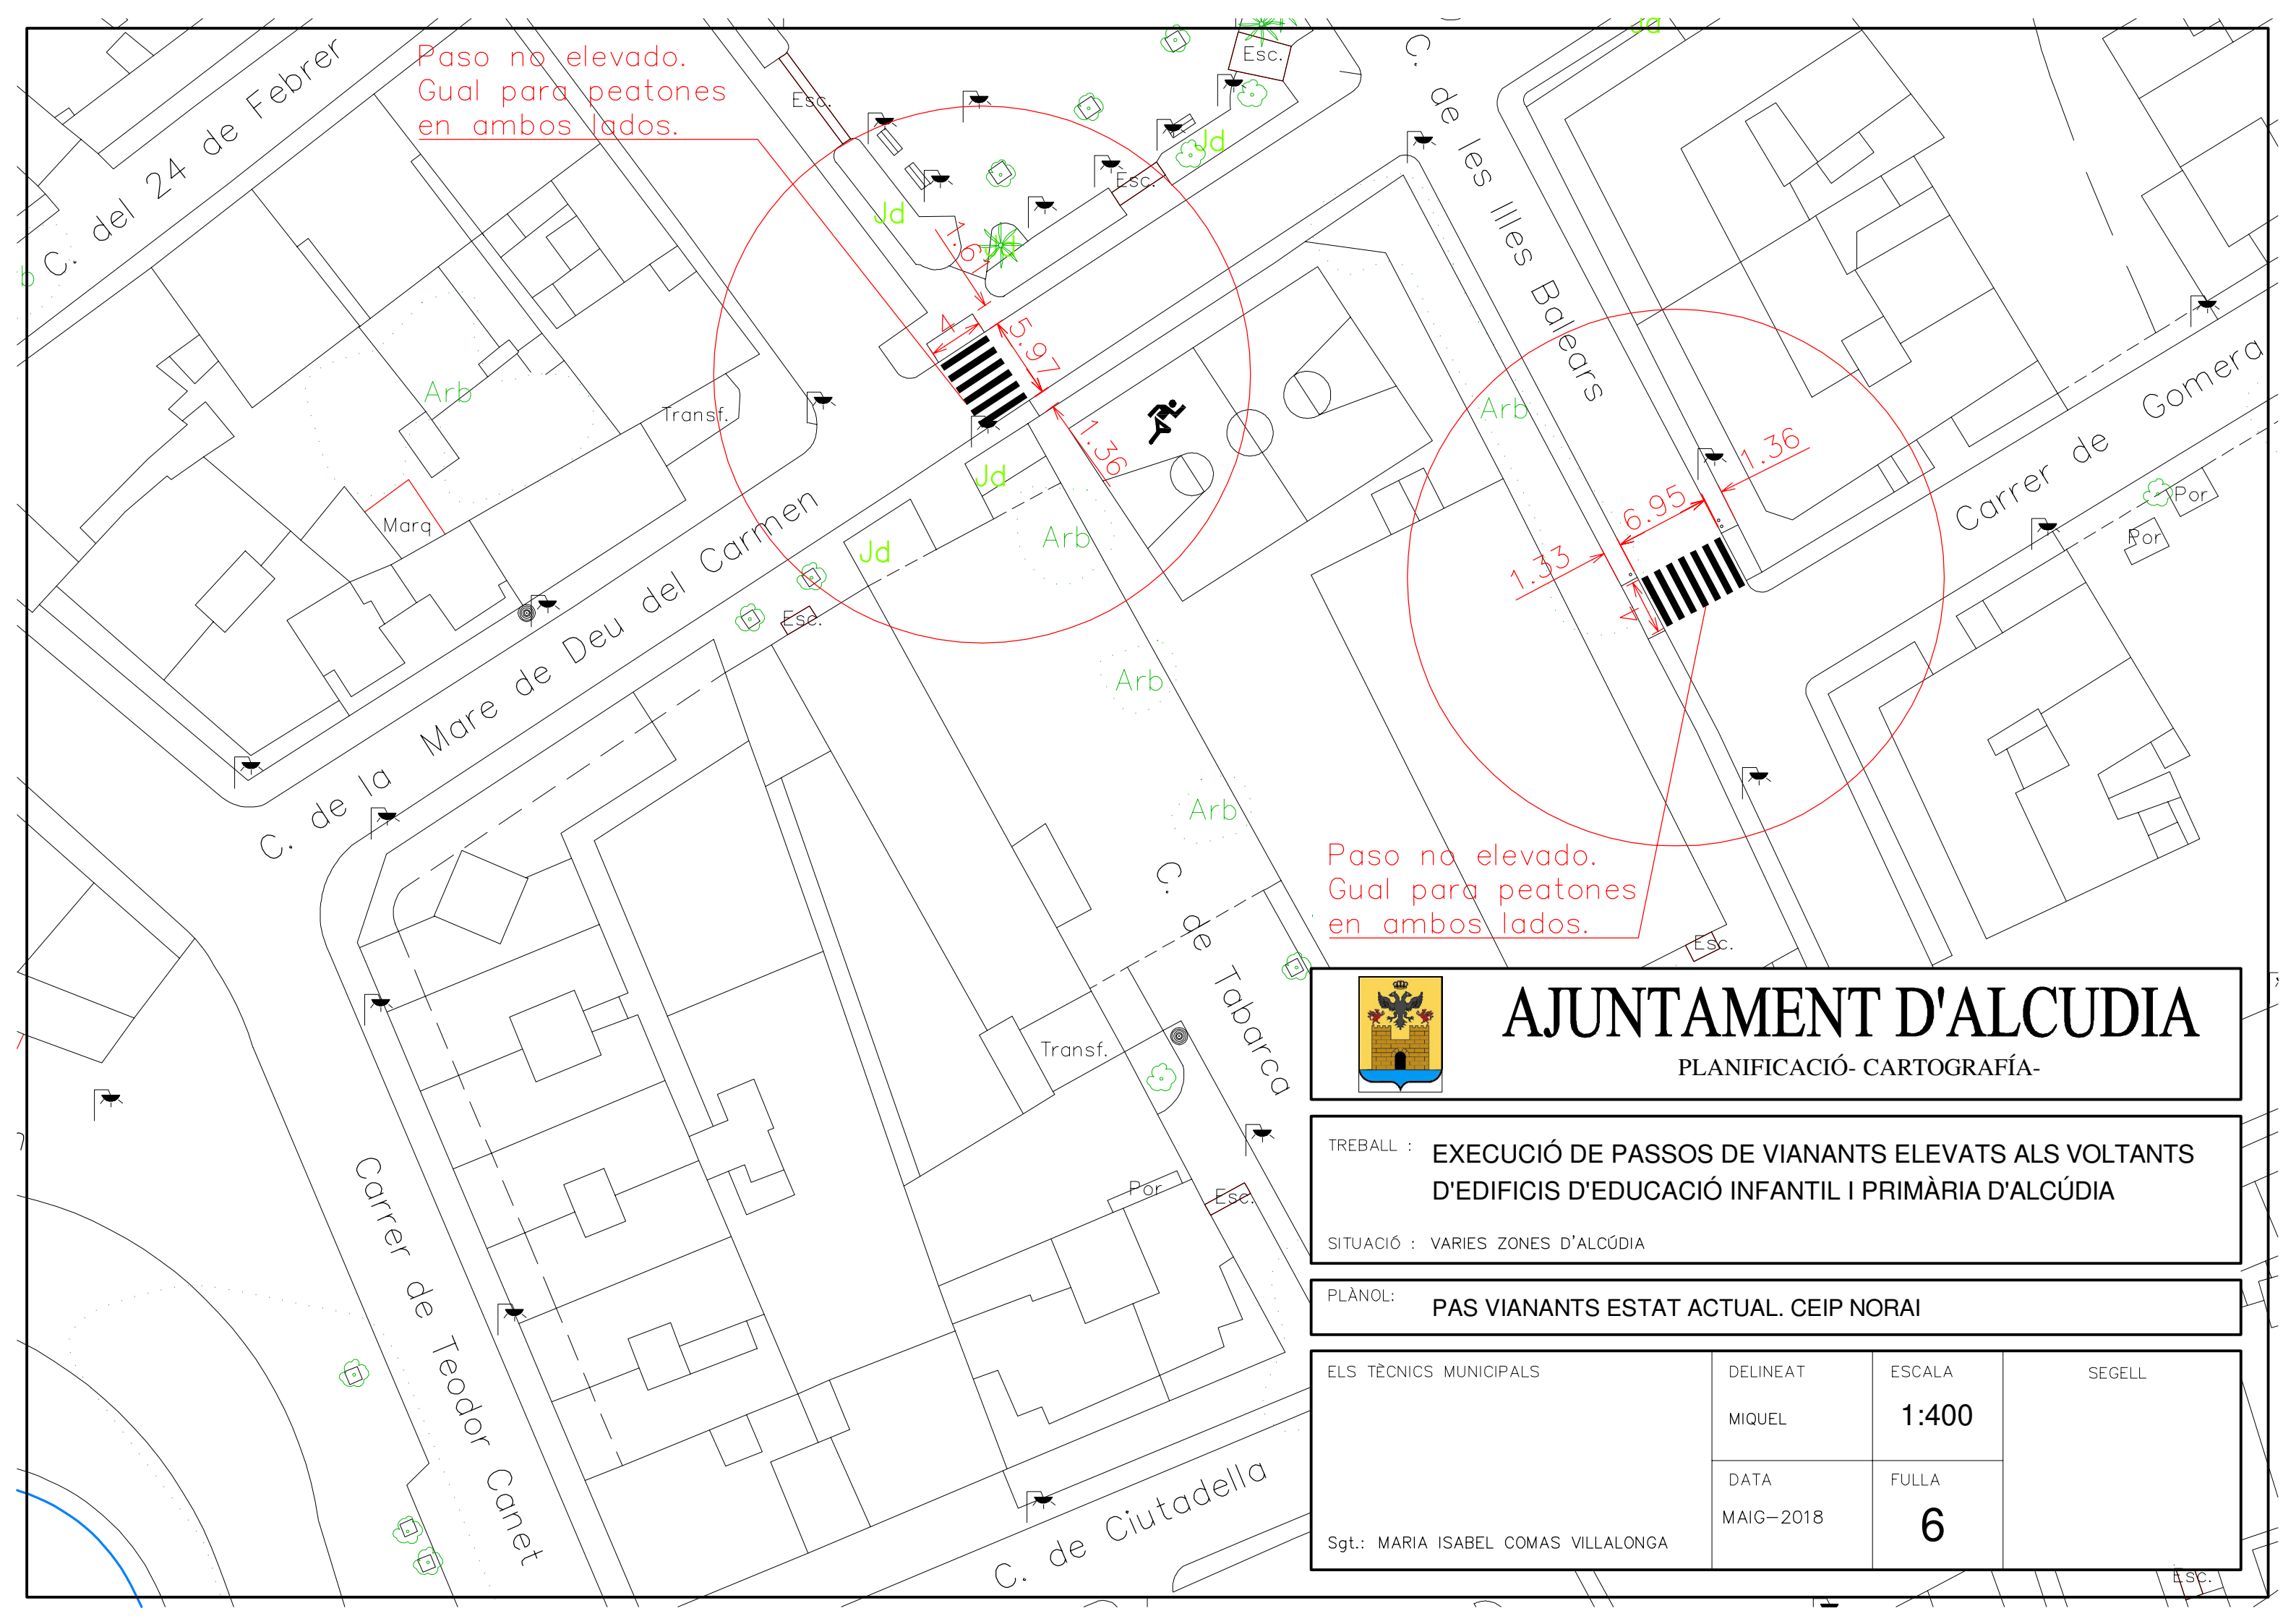 Paso no elevado.
Gual para peatones
en ambos lados.
C. del 24 de Febrer
Esc.
Esc.
Esc.
Jd
Jd
Jd
Jd
C. de les Illes Balears
4
5.97
1.36
Arb
Transf.
Marq
Jd
Jd
Arb
Arb
6.95
1.36
1.33
4
Carrer de Gomera
Por
Por
C. de la Mare de Deu del Carmen
Esc.
Arb
Arb
Paso no elevado.
Gual para peatones
en ambos lados.
Esc.
C. de Tabarca
Transf.
Por
Esc.
Carrer de Teodor Canet
C. de Ciutadella
AJUNTAMENT D'ALCUDIA
PLANIFICACIÓ- CARTOGRAFÍA-
TREBALL :
EXECUCIÓ DE PASSOS DE VIANANTS ELEVATS ALS VOLTANTS
D'EDIFICIS D'EDUCACIÓ INFANTIL I PRIMÀRIA D'ALCÚDIA
SITUACIÓ : VARIES ZONES D'ALCÚDIA
PLÀNOL:
PAS VIANANTS ESTAT ACTUAL. CEIP NORAI
ELS TÈCNICS MUNICIPALS
DELINEAT
MIQUEL
ESCALA
1:400
SEGELL
DATA
MAIG-2018
FULLA
6
Sgt.: MARIA ISABEL COMAS VILLALONGA
Esc.